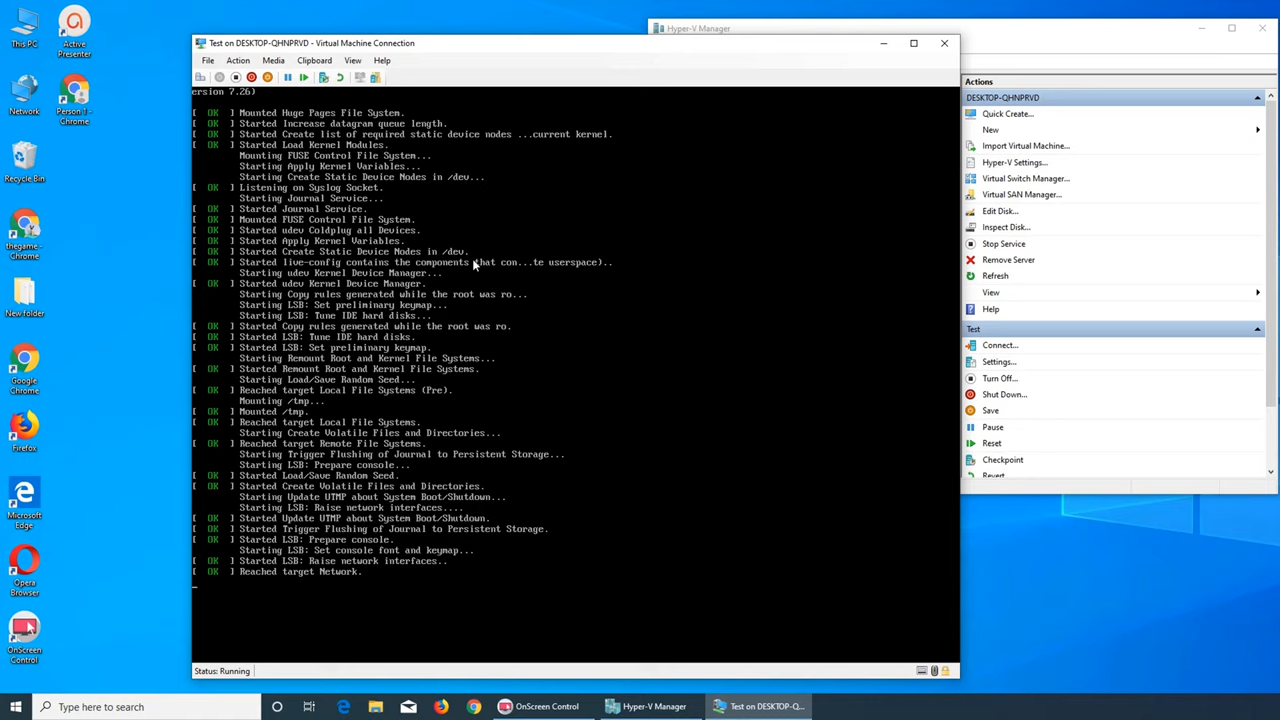 This PC
Active
Presenter
Network
Person 1 -
Chrome
Recycle Bin
thegame -
Chrome
New folder
Google
Chrome
Firefox
Microsoft
Edge
Opera
Browser
OnScreen
Control
Hyper-V Manager
Test on DESKTOP-QHNPRVD - Virtual Machine Connection
File Action Media Clipboard View Help
ersion 7.26)
[ OK ] Mounted Huge Pages File System.
[ OK ] Started Increase datagram queue length.
[ OK ] Started Create list of required static device nodes ...current kernel.
[ OK ] Started Load Kernel Modules.
Mounting FUSE Control File System...
Starting Apply Kernel Variables...
Starting Create Static Device Nodes in /dev...
[ OK ] Listening on Syslog Socket.
Starting Journal Service...
[ OK ] Started Journal Service.
[ OK ] Mounted FUSE Control File System.
[ OK ] Started udev Coldplug all Devices.
[ OK ] Started Apply Kernel Variables.
[ OK ] Started Create Static Device Nodes in /dev.
[ OK ] Started live-config contains the components that con...te userspace)..
Starting udev Kernel Device Manager...
[ OK ] Started udev Kernel Device Manager.
Starting Copy rules generated while the root was ro...
Starting LSB: Set preliminary keymap...
Starting LSB: Tune IDE hard disks...
[ OK ] Started Copy rules generated while the root was ro.
[ OK ] Started LSB: Tune IDE hard disks.
[ OK ] Started LSB: Set preliminary keymap.
Starting Remount Root and Kernel File Systems...
[ OK ] Started Remount Root and Kernel File Systems.
Starting Load/Save Random Seed...
[ OK ] Reached target Local File Systems (Pre).
Mounting /tmp...
[ OK ] Mounted /tmp.
[ OK ] Reached target Local File Systems.
Starting Create Volatile Files and Directories...
[ OK ] Reached target Remote File Systems.
Starting Trigger Flushing of Journal to Persistent Storage...
Starting LSB: Prepare console...
[ OK ] Started Load/Save Random Seed.
[ OK ] Started Create Volatile Files and Directories.
Starting Update UTMP about System Boot/Shutdown...
Starting LSB: Raise network interfaces....
[ OK ] Started Update UTMP about System Boot/Shutdown.
[ OK ] Started Trigger Flushing of Journal to Persistent Storage.
[ OK ] Started LSB: Prepare console.
Starting LSB: Set console font and keymap...
[ OK ] Started LSB: Raise network interfaces..
[ OK ] Reached target Network.
Status: Running
Actions
DESKTOP-QHNPRVD
Quick Create...
New
Import Virtual Machine...
Hyper-V Settings...
Virtual Switch Manager...
Virtual SAN Manager...
Edit Disk...
Inspect Disk...
Stop Service
Remove Server
Refresh
View
Help
Test
Connect...
Settings...
Turn Off...
Shut Down...
Save
Pause
Reset
Checkpoint
Revert
Type here to search
OnScreen Control
Hyper-V Manager
Test on DESKTOP-Q...